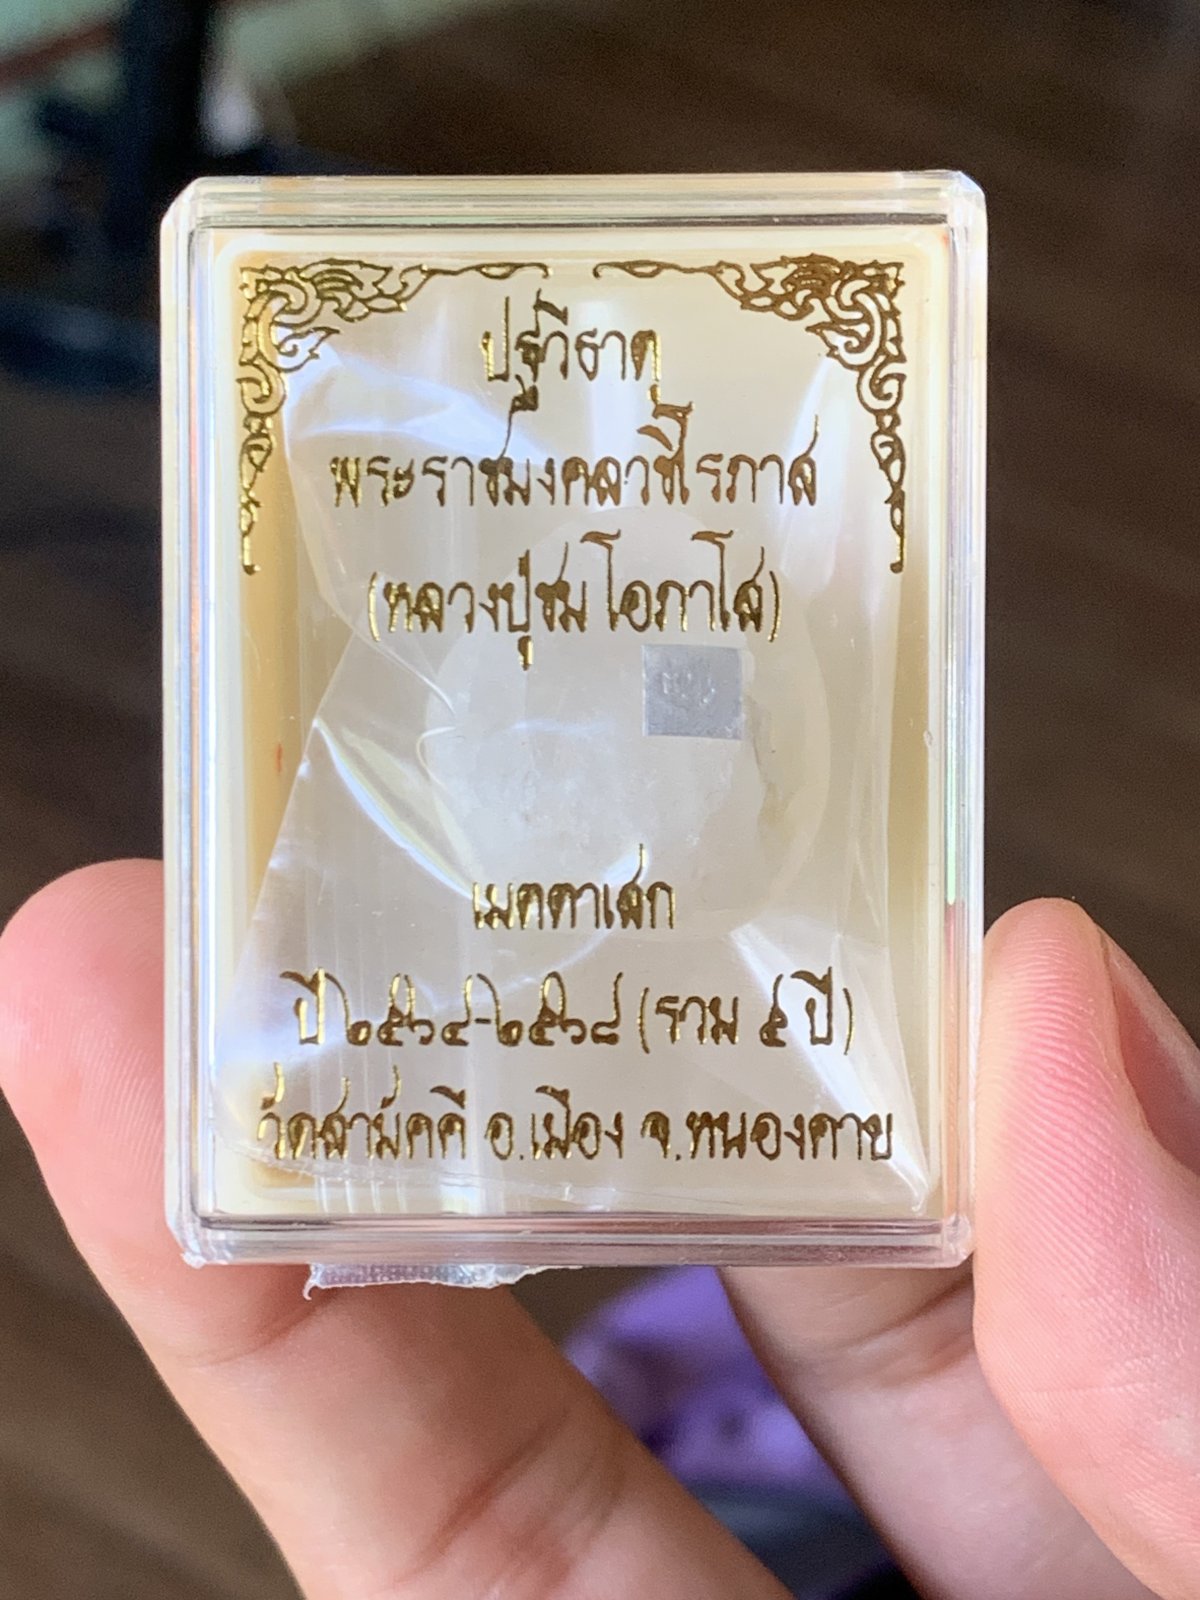 ปฐวีธาตุ
พระราชมงคลวชิโรภาส
(หลวงปู่ชม โอภาโส)
เมตตาเสก
ปี ๒๕๖๔-๒๕๖๘ (รวม ๕ ปี)
วัดสามัคคี อ.เมือง จ.หนองคาย